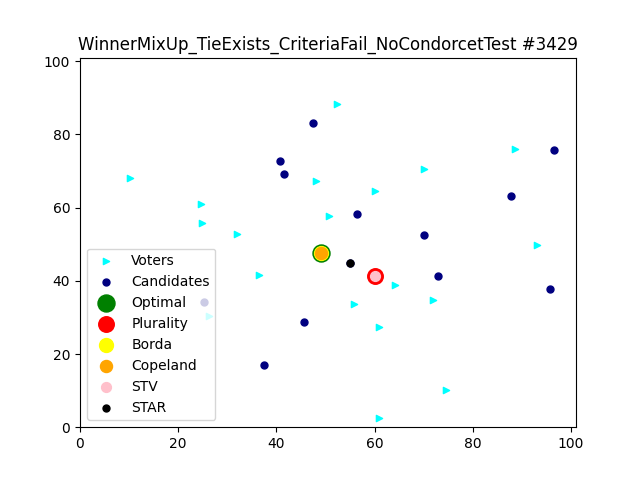 WinnerMixUp_TieExists_CriteriaFail_NoCondorcetTest #3429
100
80
60
40
20
0
0 20 40 60 80 100
Voters
Candidates
Optimal
Plurality
Borda
Copeland
STV
STAR